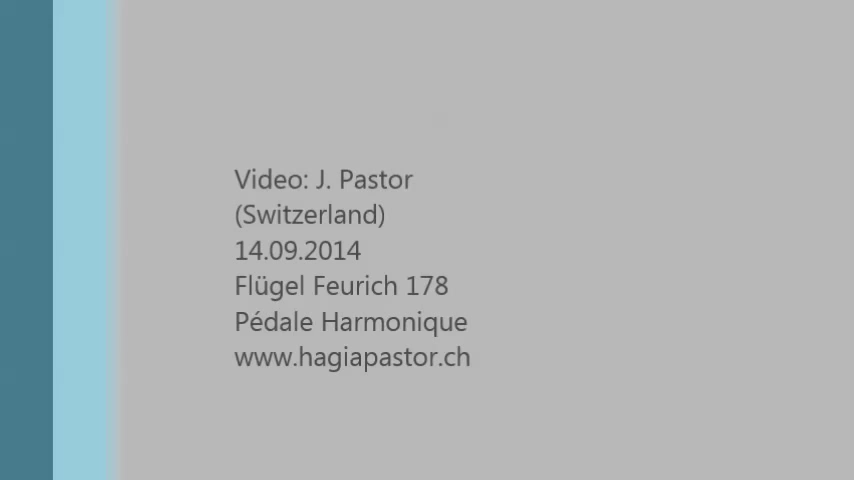 Video: J. Pastor
(Switzerland)
14.09.2014
Flügel Feurich 178
Pédale Harmonique
www.hagiapastor.ch